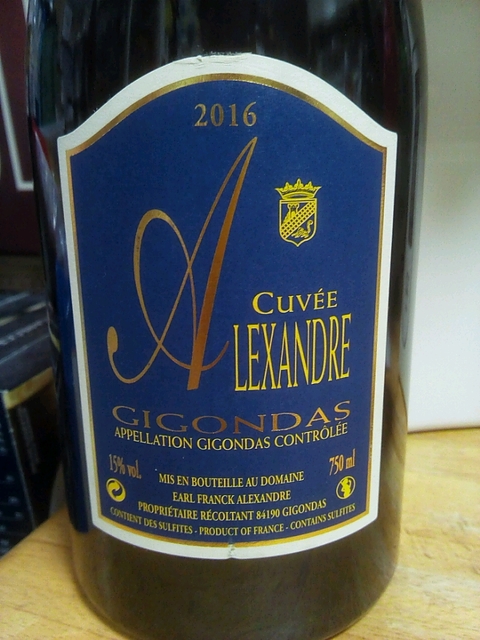 2016
CUVÉE
ALEXANDRE
GIGONDAS
APPELLATION GIGONDAS CONTRÔLÉE
15% vol. 750 ml
MIS EN BOUTEILLE AU DOMAINE
EARL FRANCK ALEXANDRE
PROPRIÉTAIRE RÉCOLTANT 84190 GIGONDAS
CONTIENT DES SULFITES - PRODUCT OF FRANCE - CONTAINS SULFITES